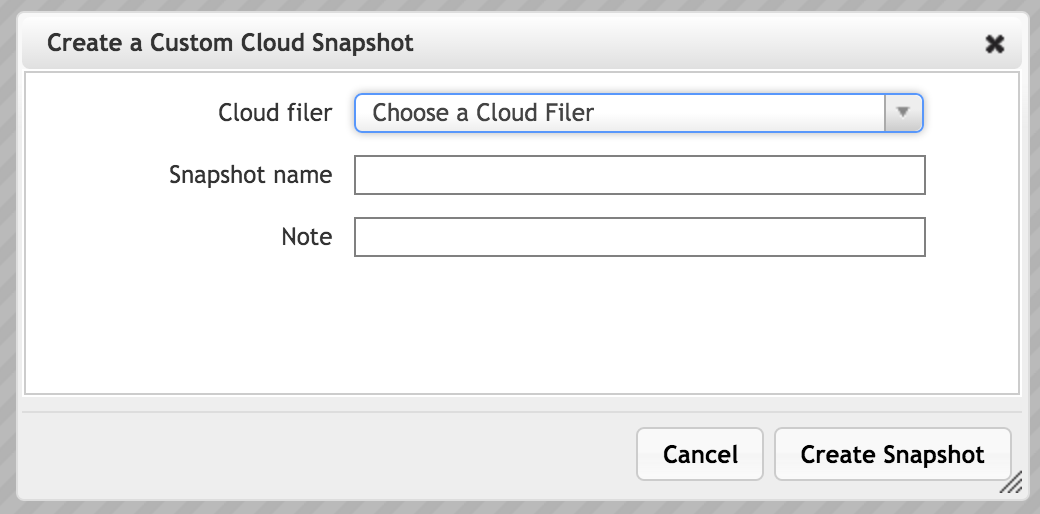 Create a Custom Cloud Snapshot
Cloud filer
Choose a Cloud Filer
Snapshot name
Note
Cancel
Create Snapshot